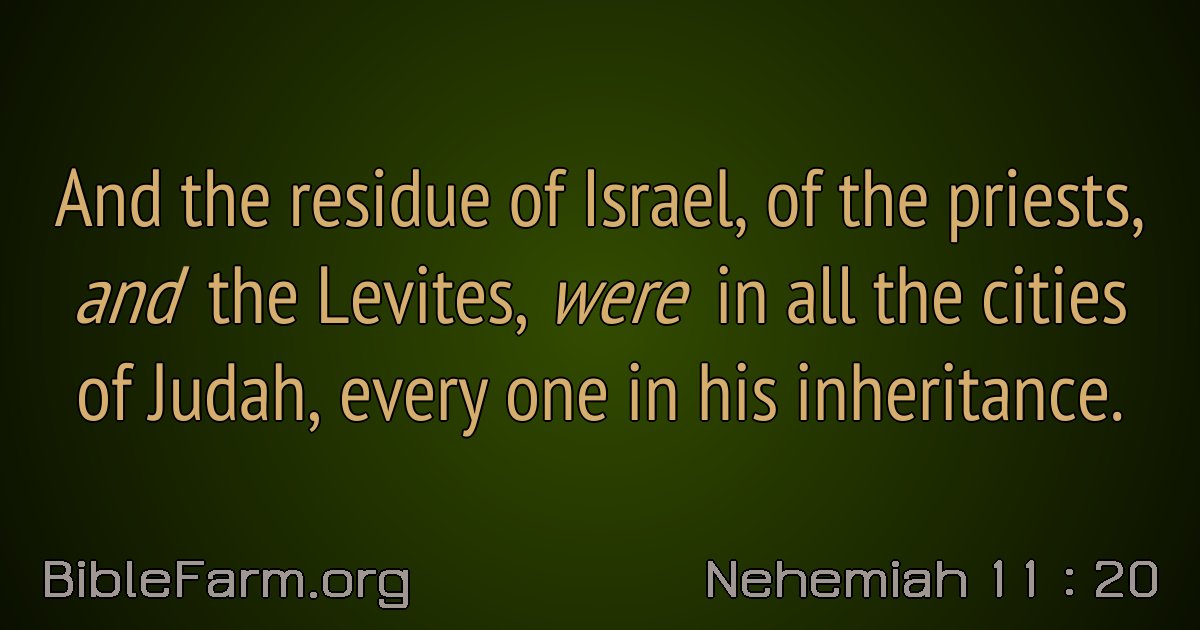 And the residue of Israel, of the priests,
and the Levites, were in all the cities
of Judah, every one in his inheritance.
BibleFarm.org
Nehemiah 11 : 20